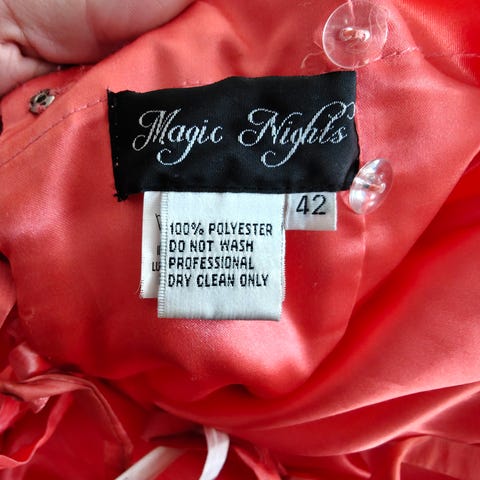 Magic Nights
42
100% POLYESTER
DO NOT WASH
PROFESSIONAL
DRY CLEAN ONLY